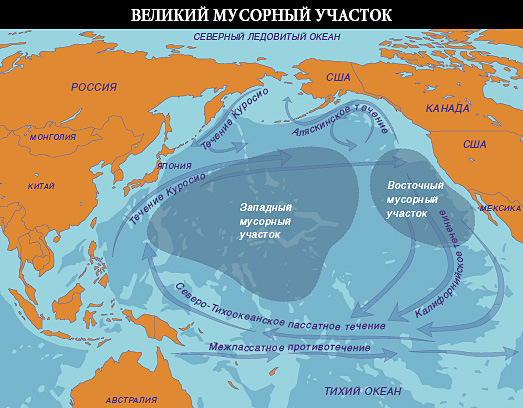 ВЕЛИКИЙ МУСОРНЫЙ УЧАСТОК
СЕВЕРНЫЙ ЛЕДОВИТЫЙ ОКЕАН
РОССИЯ
США
КАНАДА
Течение Куросио
Аляскинское течение
МОНГОЛИЯ
США
ЯПОНИЯ
КИТАЙ
Течение Куросио
Западный
мусорный
участок
Восточный
мусорный
участок
МЕКСИКА
Калифорнийское течение
Северо-Тихоокеанское пассатное течение
Межпассатное противотечение
ТИХИЙ ОКЕАН
АВСТРАЛИЯ